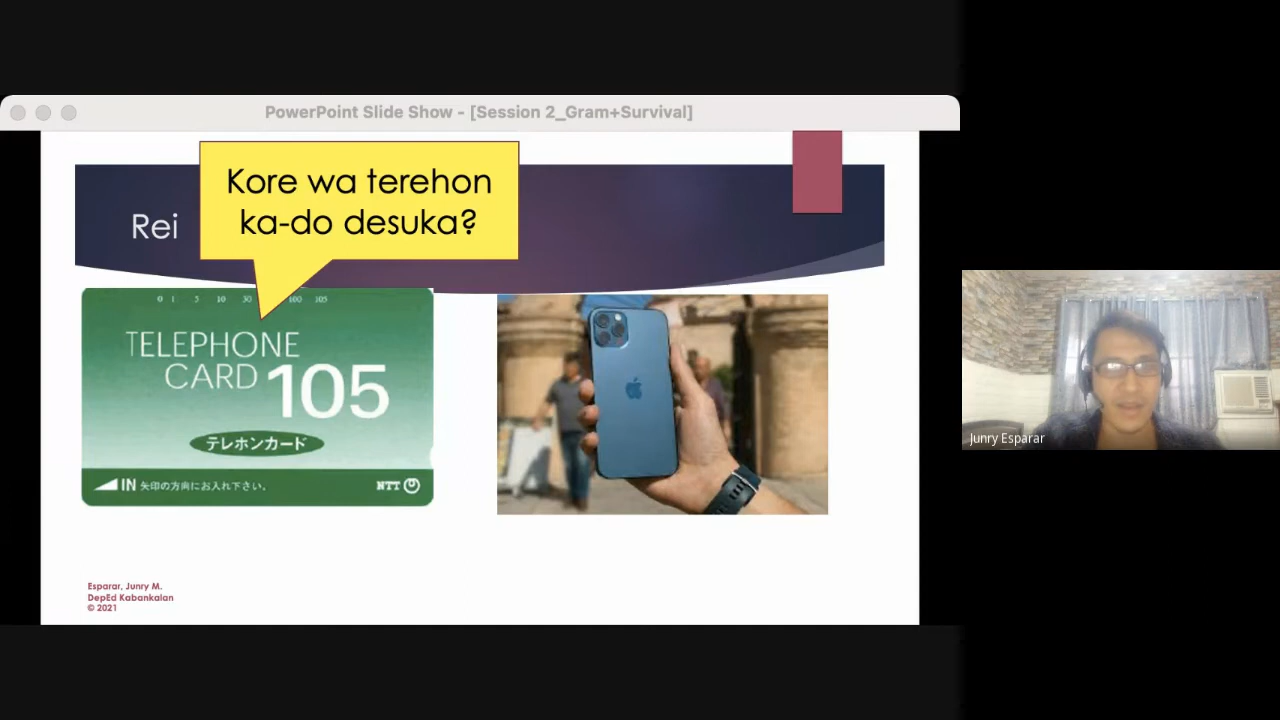 PowerPoint Slide Show - [Session 2_Gram+Survival]
Kore wa terehon
ka-do desuka?
Rei
0 1 5 10 30 100 105
TELEPHONE
CARD 105
テレホンカード
IN 矢印の方向にお入れ下さい。
NTT
Esparar, Junry M.
DepEd Kabankalan
© 2021
Junry Esparar